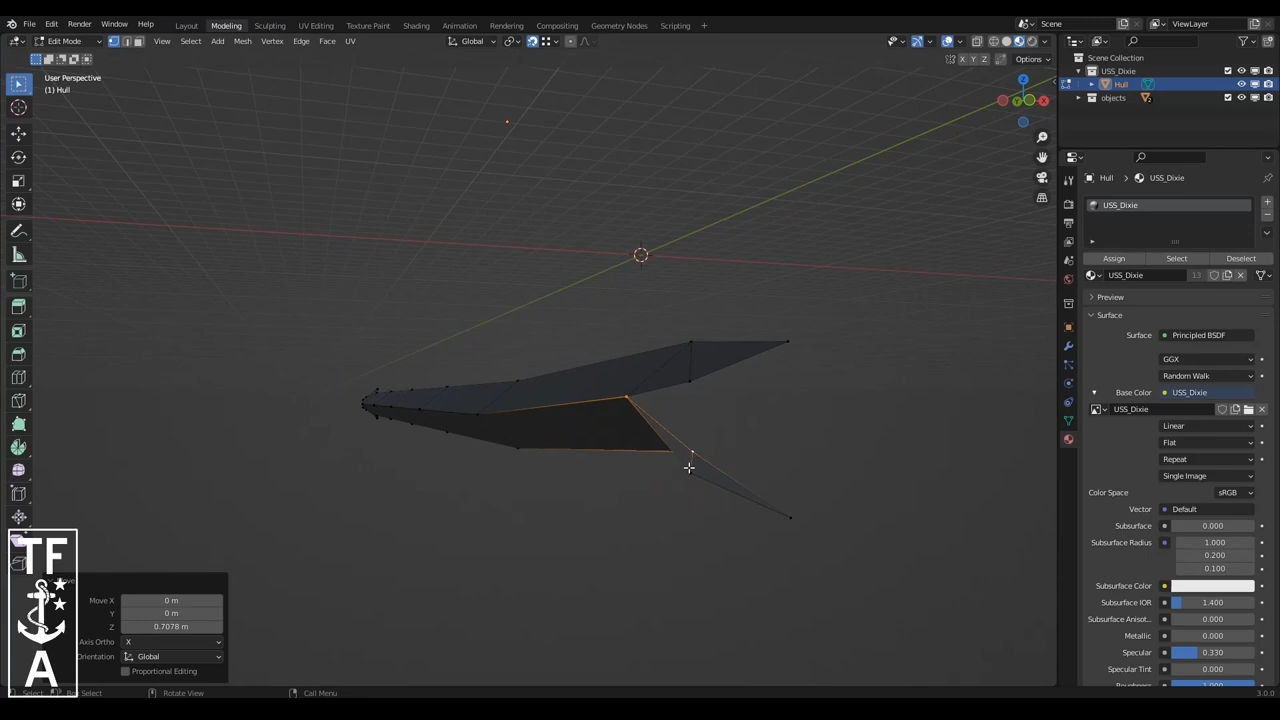 File Edit Render Window Help Layout Modeling Sculpting UV Editing Texture Paint Shading Animation Rendering Compositing Geometry Nodes Scripting + Scene ViewLayer
Edit Mode View Select Add Mesh Vertex Edge Face UV Global
X Y Z Options
User Perspective
(1) Hull
Scene Collection
USS_Dixie
Hull
objects
Hull USS_Dixie
USS_Dixie
Assign Select Deselect
USS_Dixie 13
Preview
Surface
Surface Principled BSDF
GGX
Random Walk
Base Color USS_Dixie
USS_Dixie
Linear
Flat
Repeat
Single Image
Color Space sRGB
Vector Default
Subsurface 0.000
Subsurface Radius 1.000
0.200
0.100
Subsurface Color
Subsurface IOR 1.400
Subsurface Anisot... 0.000
Metallic 0.000
Specular 0.330
Specular Tint 0.000
TF
A
Move X 0 m
Y 0 m
Z 0.7078 m
Axis Ortho X
Orientation Global
Proportional Editing
Select Box Select Rotate View Call Menu
3.0.0